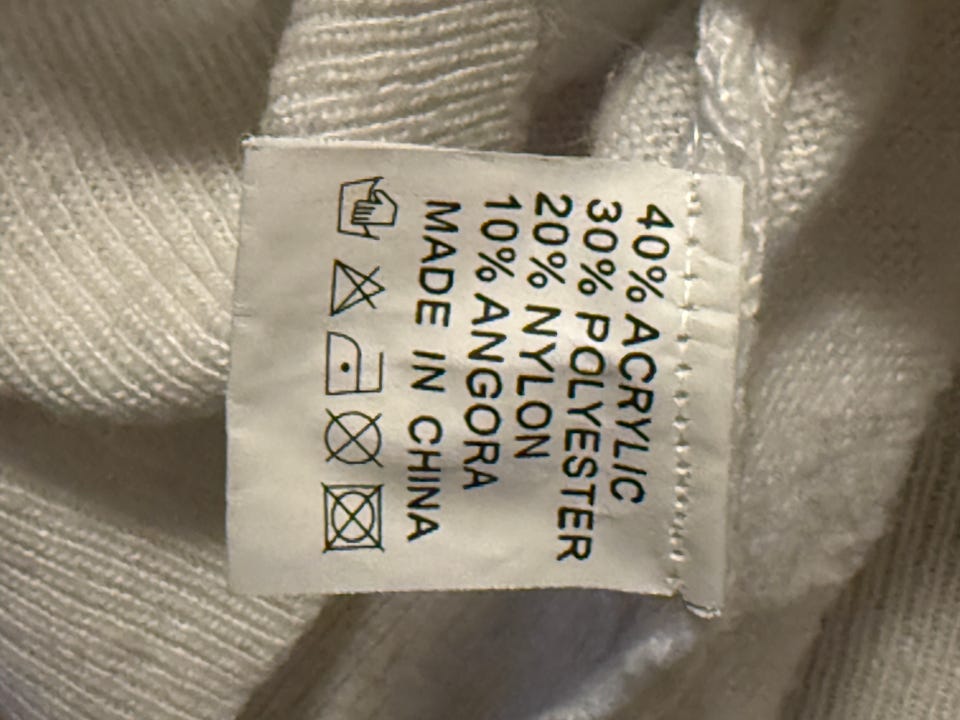 40% ACRYLIC
30% POLYESTER
20% NYLON
10% ANGORA
MADE IN CHINA